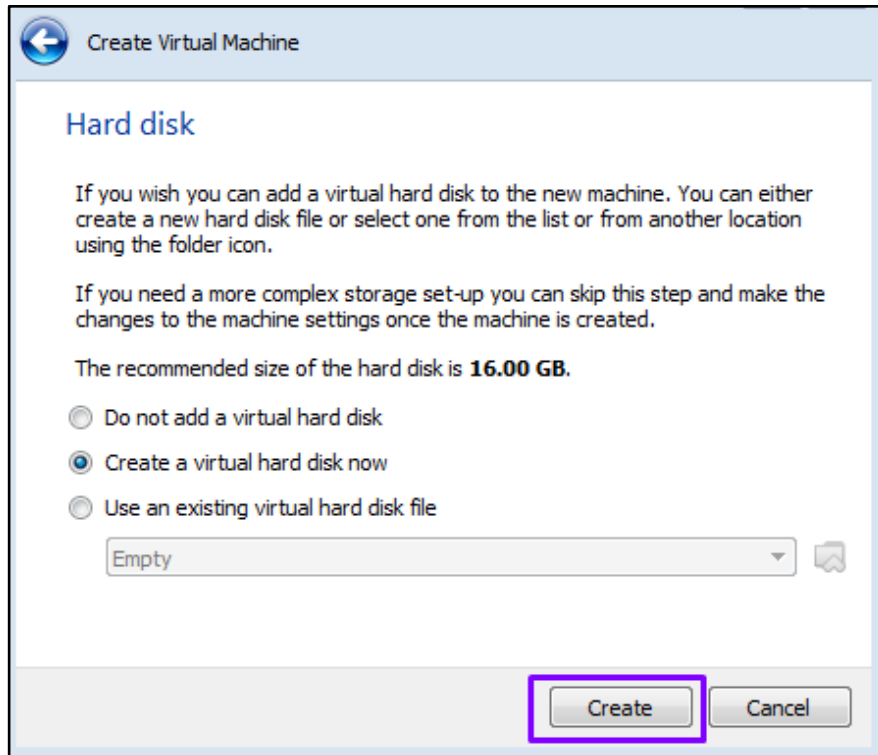 Create Virtual Machine
Hard disk
If you wish you can add a virtual hard disk to the new machine. You can either
create a new hard disk file or select one from the list or from another location
using the folder icon.
If you need a more complex storage set-up you can skip this step and make the
changes to the machine settings once the machine is created.
The recommended size of the hard disk is 16.00 GB.
Do not add a virtual hard disk
Create a virtual hard disk now
Use an existing virtual hard disk file
Empty
Create Cancel